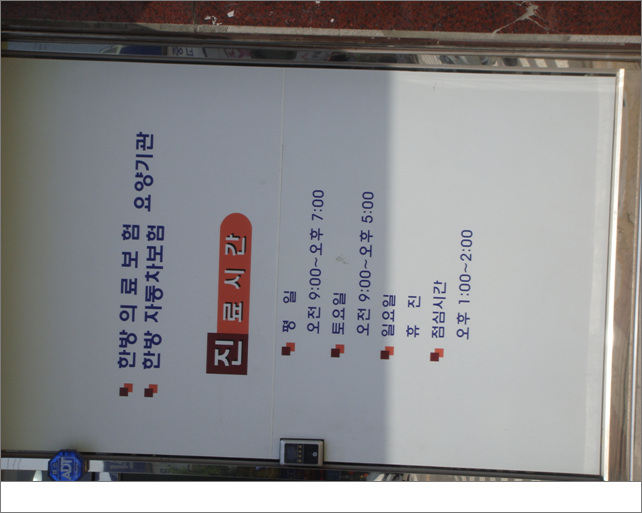 한방 의료보험 요양기관
한방 자동차보험
진료시간
평 일
오전 9:00~오후 7:00
토요일
오전 9:00~오후 5:00
일요일
휴 진
점심시간
오후 1:00~2:00
ADT